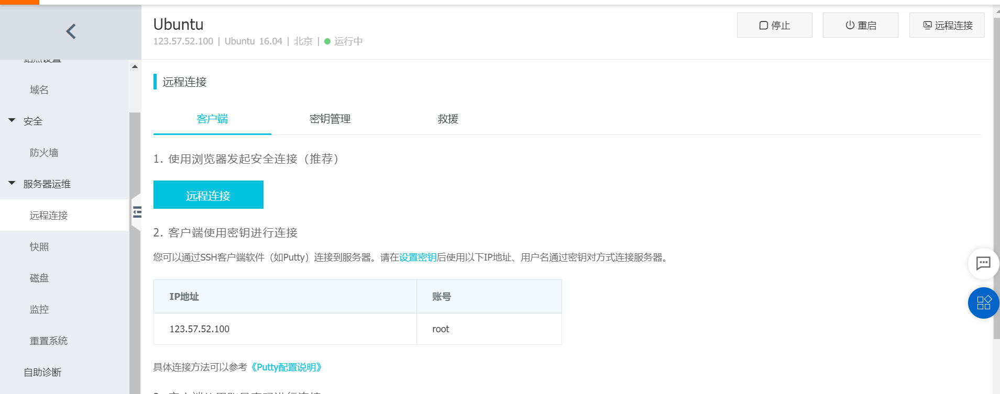 Ubuntu
123.57.52.100 | Ubuntu 16.04 | 北京 | 运行中
停止
重启
远程连接
站点设置
域名
安全
防火墙
服务器运维
远程连接
快照
磁盘
监控
重置系统
自助诊断
远程连接
客户端
密钥管理
救援
1. 使用浏览器发起安全连接（推荐）
远程连接
2. 客户端使用密钥进行连接
您可以通过SSH客户端软件（如Putty）连接到服务器。请在设置密钥后使用以下IP地址、用户名通过密钥对方式连接服务器。
IP地址
账号
123.57.52.100
root
具体连接方法可以参考《Putty配置说明》